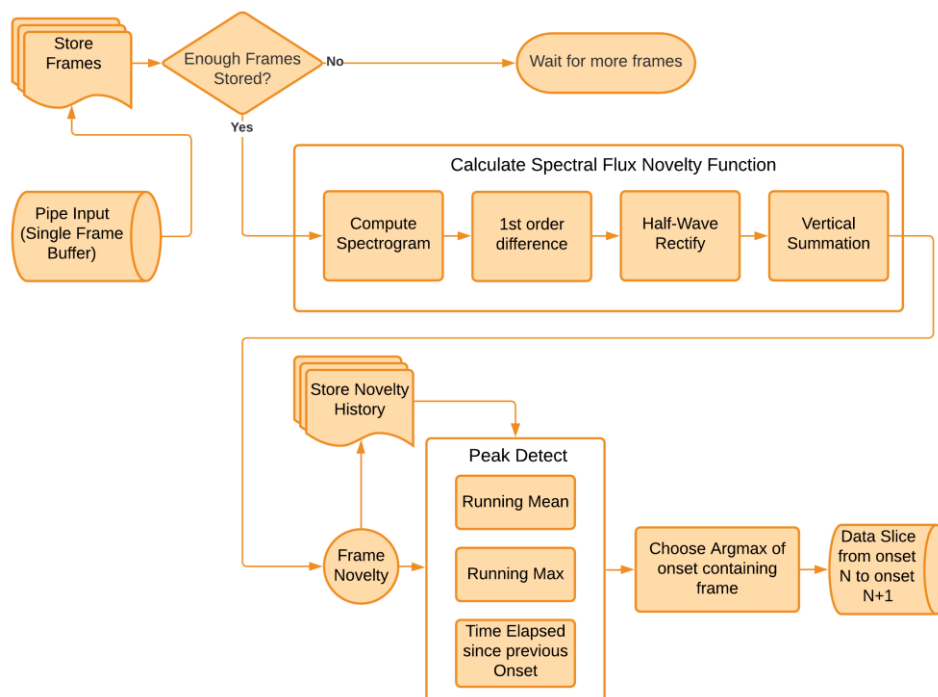 Store
Frames
Enough Frames
Stored?
No
Wait for more frames
Yes
Pipe Input
(Single Frame
Buffer)
Calculate Spectral Flux Novelty Function
Compute
Spectrogram
1st order
difference
Half-Wave
Rectify
Vertical
Summation
Store Novelty
History
Peak Detect
Running Mean
Frame
Novelty
Running Max
Time Elapsed
since previous
Onset
Choose Argmax of
onset containing
frame
Data Slice
from onset
N to onset
N+1